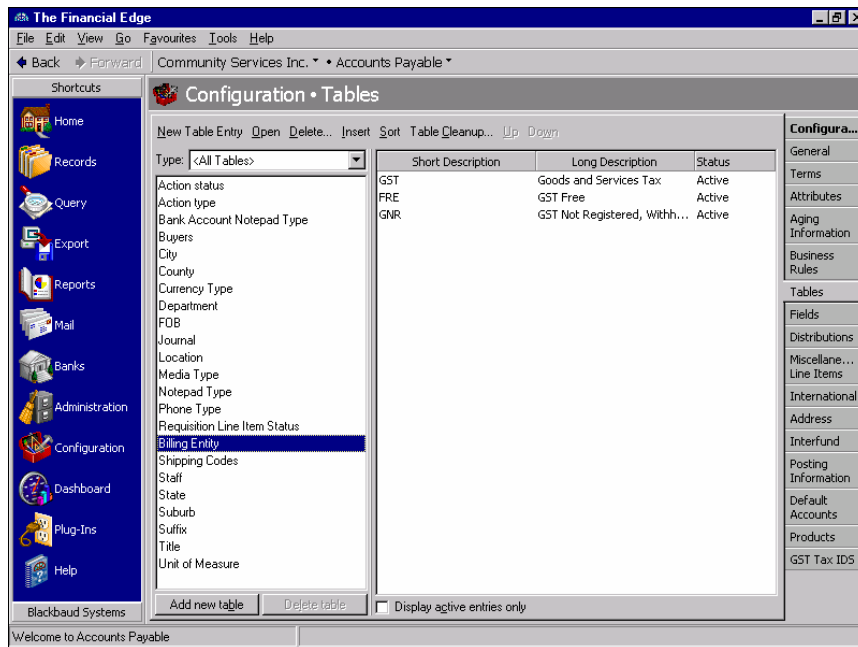 The Financial Edge
File Edit View Go Favourites Tools Help
Back Forward Community Services Inc. • Accounts Payable
Shortcuts
Home
Records
Query
Export
Reports
Mail
Banks
Administration
Configuration
Dashboard
Plug-Ins
Help
Blackbaud Systems
Configuration • Tables
New Table Entry Open Delete... Insert Sort Table Cleanup... Up Down
Type: <All Tables>
Action status
Action type
Bank Account Notepad Type
Buyers
City
County
Currency Type
Department
FOB
Journal
Location
Media Type
Notepad Type
Phone Type
Requisition Line Item Status
Billing Entity
Shipping Codes
Staff
State
Suburb
Suffix
Title
Unit of Measure
Add new table Delete table
Short Description Long Description Status
GST Goods and Services Tax Active
FRE GST Free Active
GNR GST Not Registered, Withh... Active
Display active entries only
Configura...
General
Terms
Attributes
Aging
Information
Business
Rules
Tables
Fields
Distributions
Miscellane...
Line Items
International
Address
Interfund
Posting
Information
Default
Accounts
Products
GST Tax IDS
Welcome to Accounts Payable